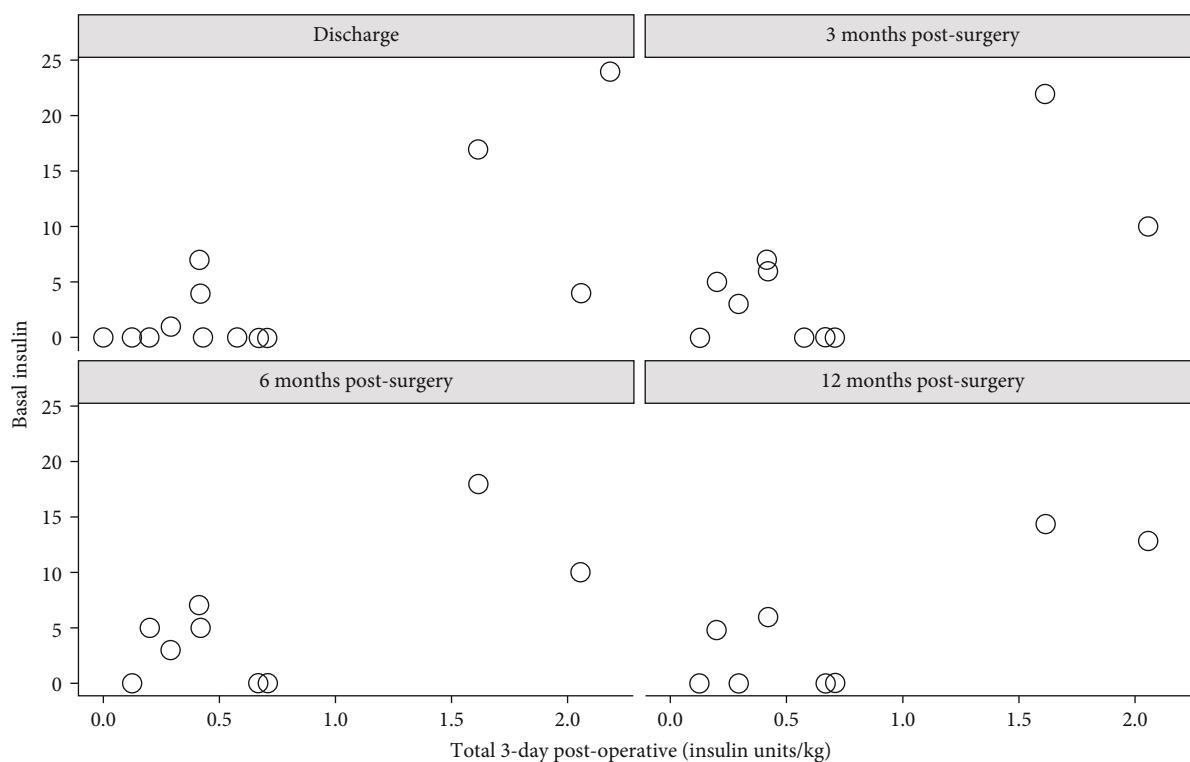 Discharge
3 months post-surgery
25
20
15
10
5
0
6 months post-surgery
12 months post-surgery
25
20
15
10
5
0
Basal insulin
0.0 0.5 1.0 1.5 2.0
0.0 0.5 1.0 1.5 2.0
Total 3-day post-operative (insulin units/kg)